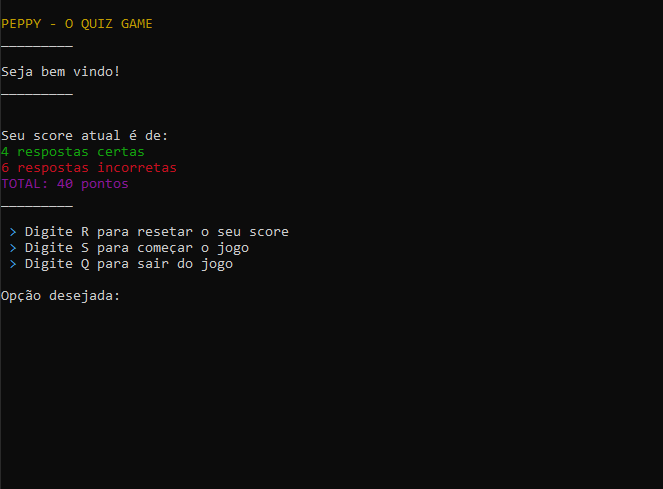 PEPPY - O QUIZ GAME
_________
Seja bem vindo!
_________
Seu score atual é de:
4 respostas certas
6 respostas incorretas
TOTAL: 40 pontos
_________
> Digite R para resetar o seu score
> Digite S para começar o jogo
> Digite Q para sair do jogo
Opção desejada: